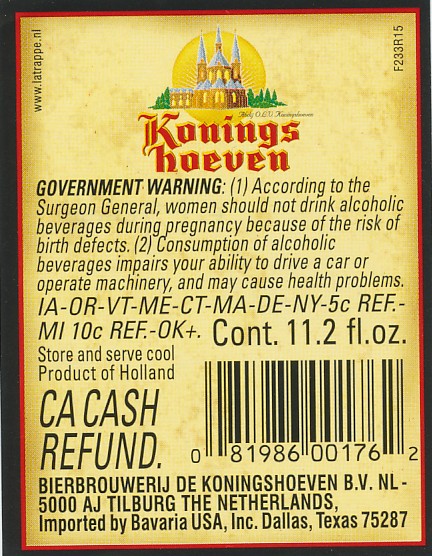 www.latrappe.nl
F233R15
Abdij O.L.V. Koningshoeven
Konings
hoeven
GOVERNMENT WARNING: (1) According to the
Surgeon General, women should not drink alcoholic
beverages during pregnancy because of the risk of
birth defects. (2) Consumption of alcoholic
beverages impairs your ability to drive a car or
operate machinery, and may cause health problems.
IA-OR-VT-ME-CT-MA-DE-NY-5c REF.-
MI 10c REF.-OK+. Cont. 11.2 fl.oz.
Store and serve cool
Product of Holland
CA CASH
REFUND.
0 81986 00176 2
BIERBROUWERIJ DE KONINGSHOEVEN B.V. NL-
5000 AJ TILBURG THE NETHERLANDS,
Imported by Bavaria USA, Inc. Dallas, Texas 75287